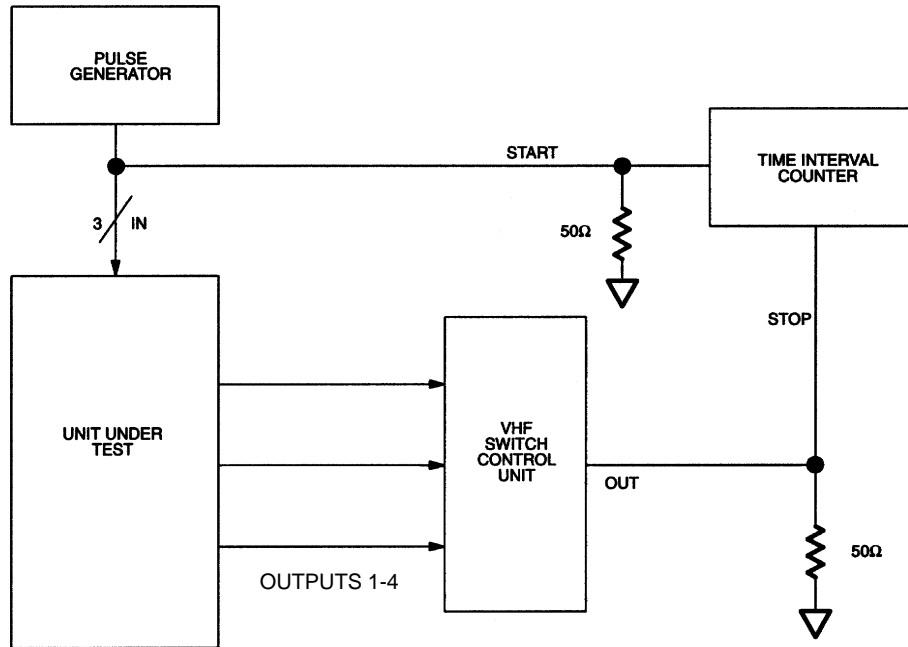 PULSE
GENERATOR
START
TIME INTERVAL
COUNTER
3
IN
50Ω
STOP
UNIT UNDER
TEST
VHF
SWITCH
CONTROL
UNIT
OUT
50Ω
OUTPUTS 1-4